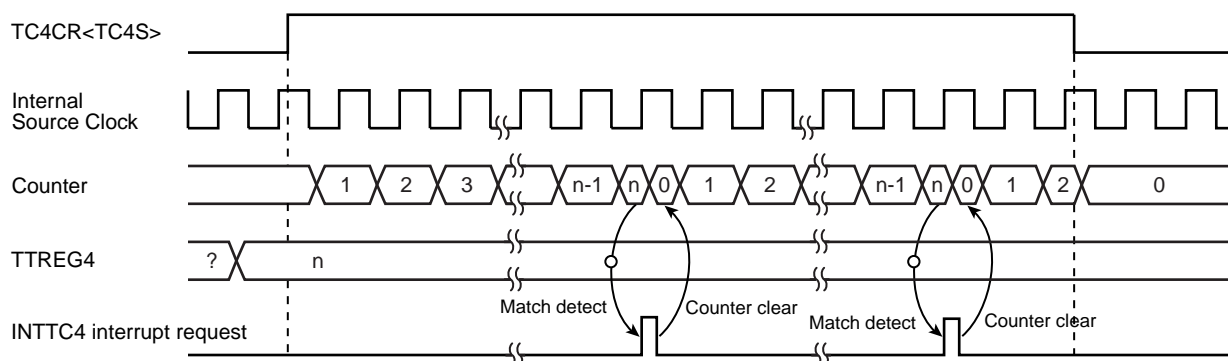 TC4CR<TC4S>
Internal
Source Clock
Counter 1 2 3 n-1 n 0 1 2 n-1 n 0 1 2 0
TTREG4 ? n
Match detect Counter clear Match detect Counter clear
INTTC4 interrupt request